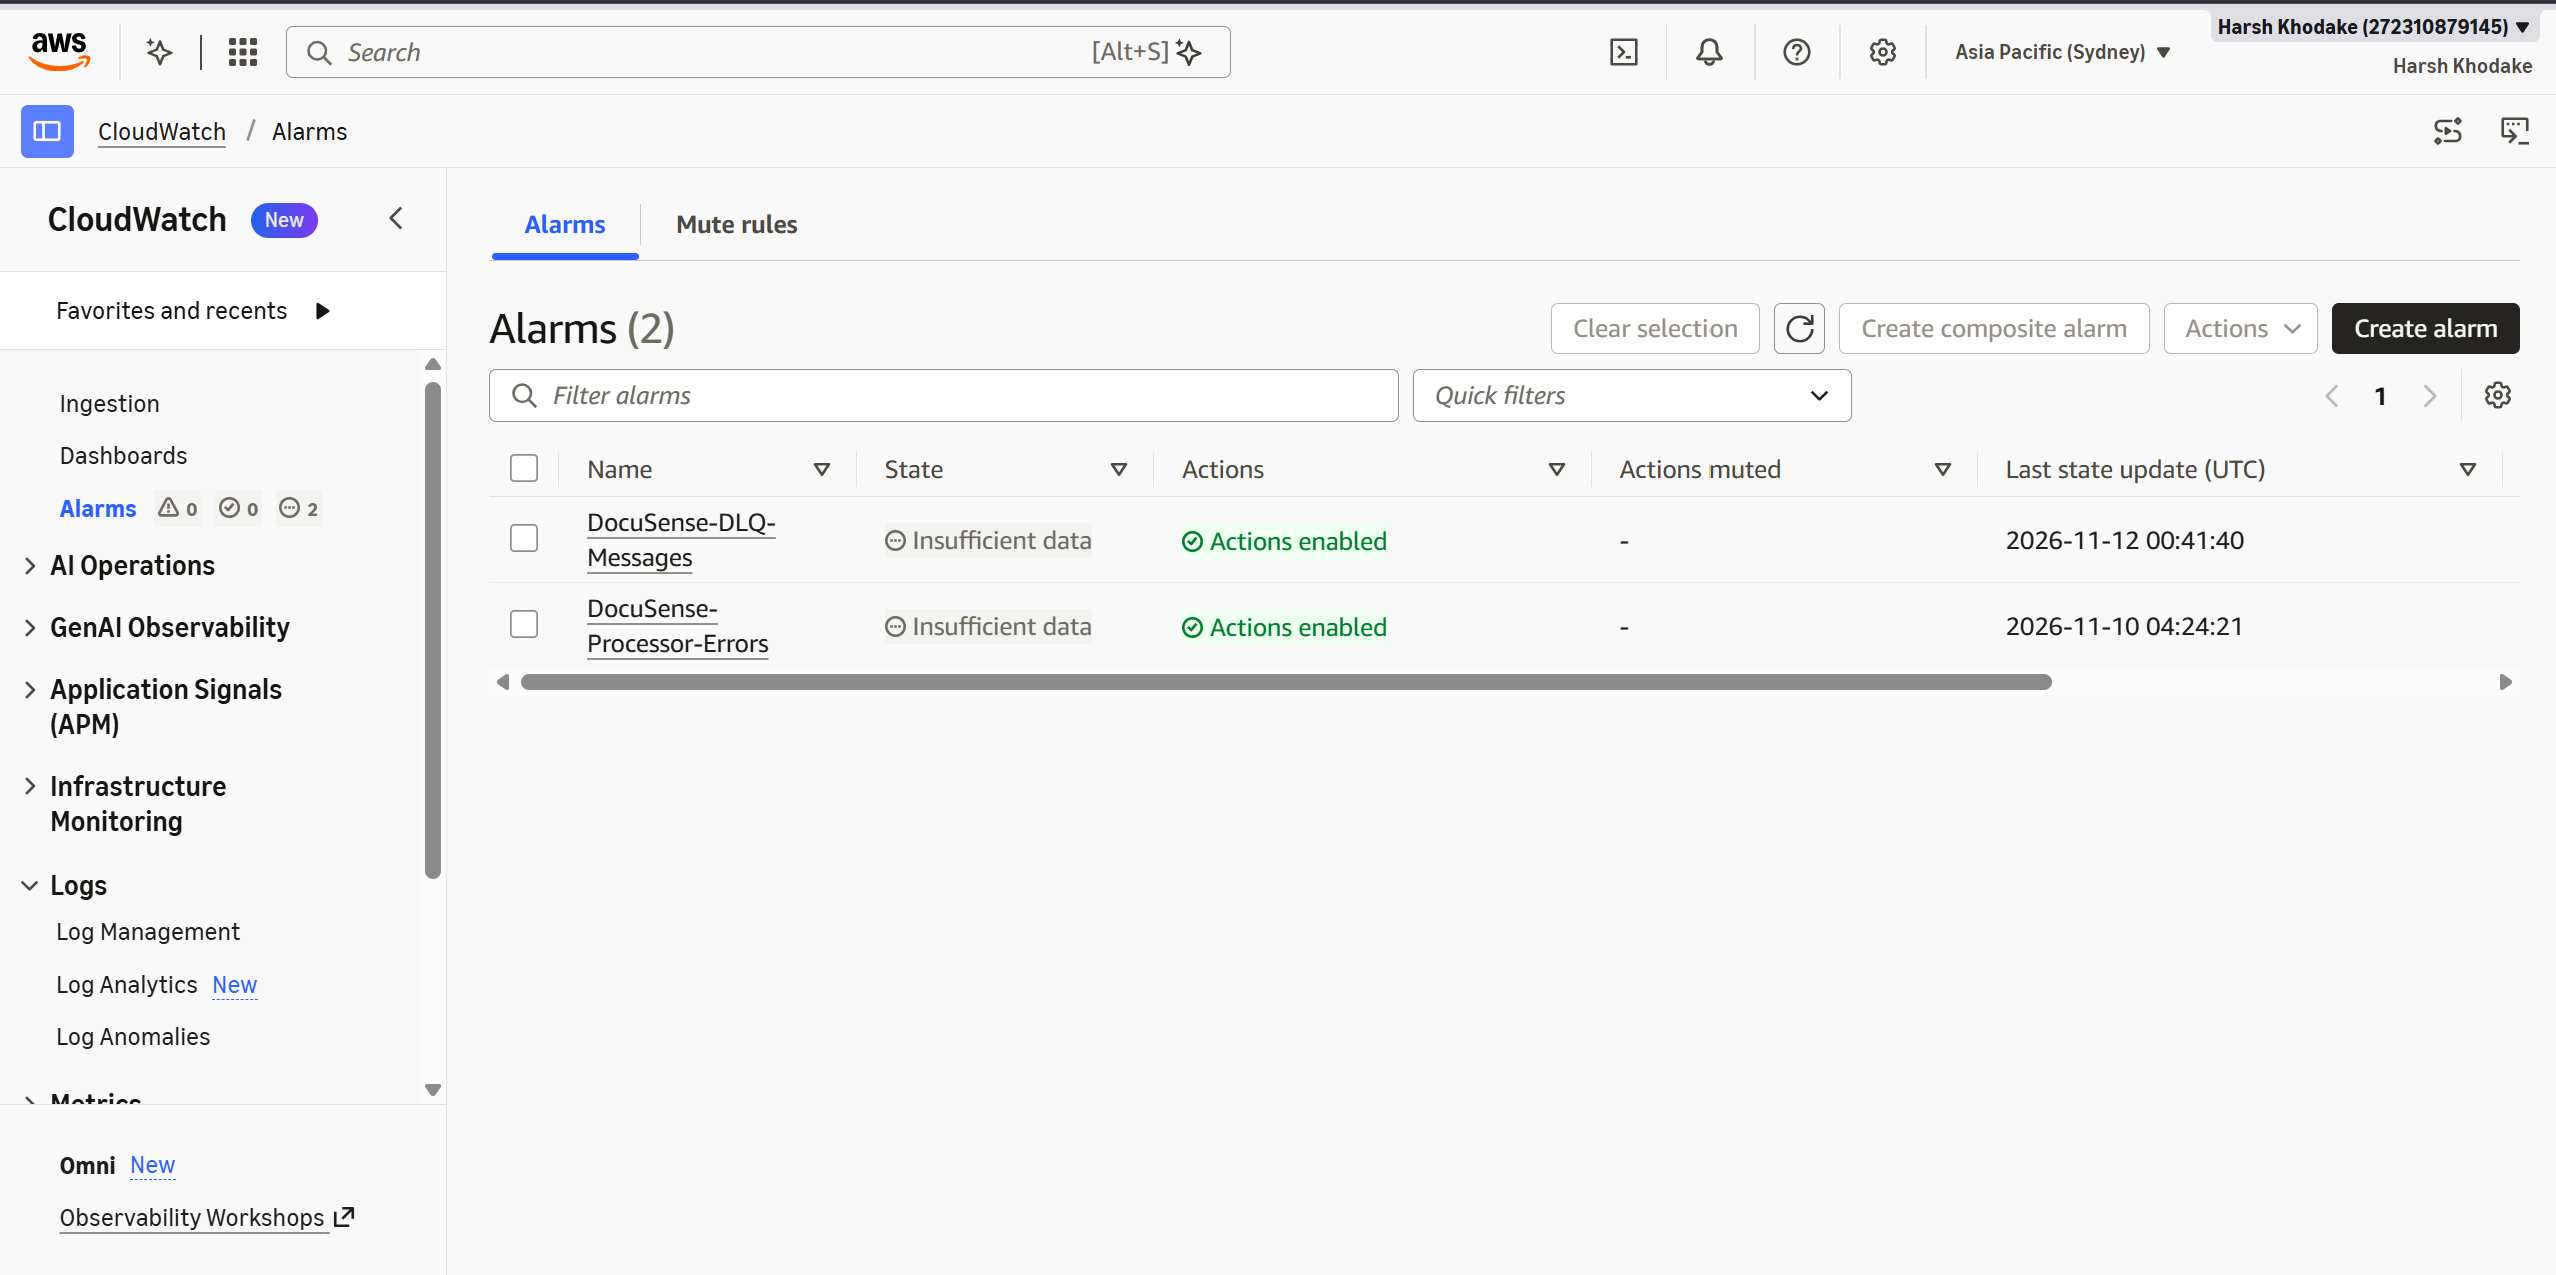 aws
Search [Alt+S]
Asia Pacific (Sydney)
Harsh Khodake (272310879145)
Harsh Khodake
CloudWatch / Alarms
CloudWatch New
Favorites and recents
Ingestion
Dashboards
Alarms 0 0 2
AI Operations
GenAI Observability
Application Signals
(APM)
Infrastructure
Monitoring
Logs
Log Management
Log Analytics New
Log Anomalies
Metrics
Omni New
Observability Workshops
Alarms
Mute rules
Alarms (2)
Clear selection
Create composite alarm
Actions
Create alarm
Filter alarms
Quick filters
1
Name State Actions Actions muted Last state update (UTC)
DocuSense-DLQ-
Messages
Insufficient data
Actions enabled
-
2026-11-12 00:41:40
DocuSense-
Processor-Errors
Insufficient data
Actions enabled
-
2026-11-10 04:24:21